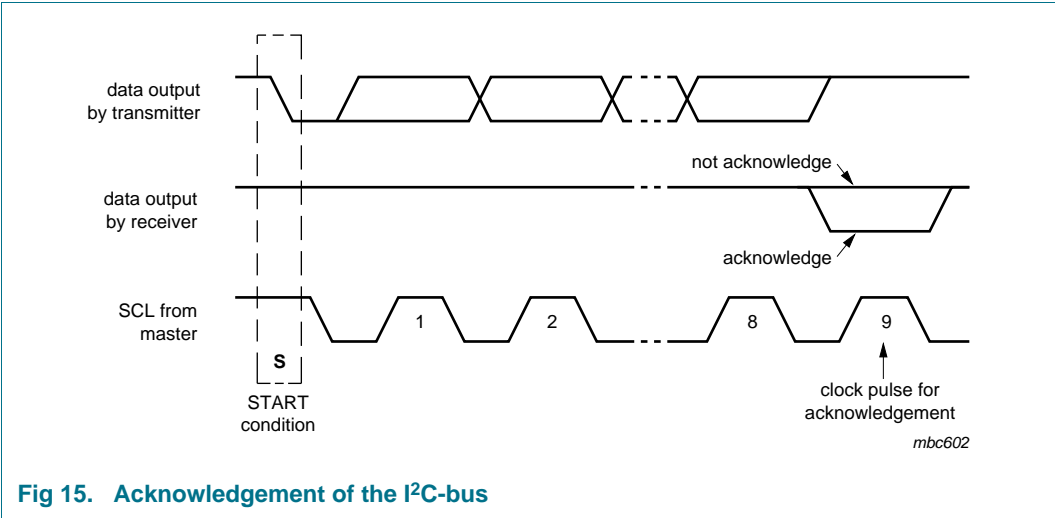 data output
by transmitter
not acknowledge
data output
by receiver
acknowledge
SCL from
master
1
2
8
9
S
START
condition
clock pulse for
acknowledgement
mbc602
Fig 15. Acknowledgement of the I²C-bus